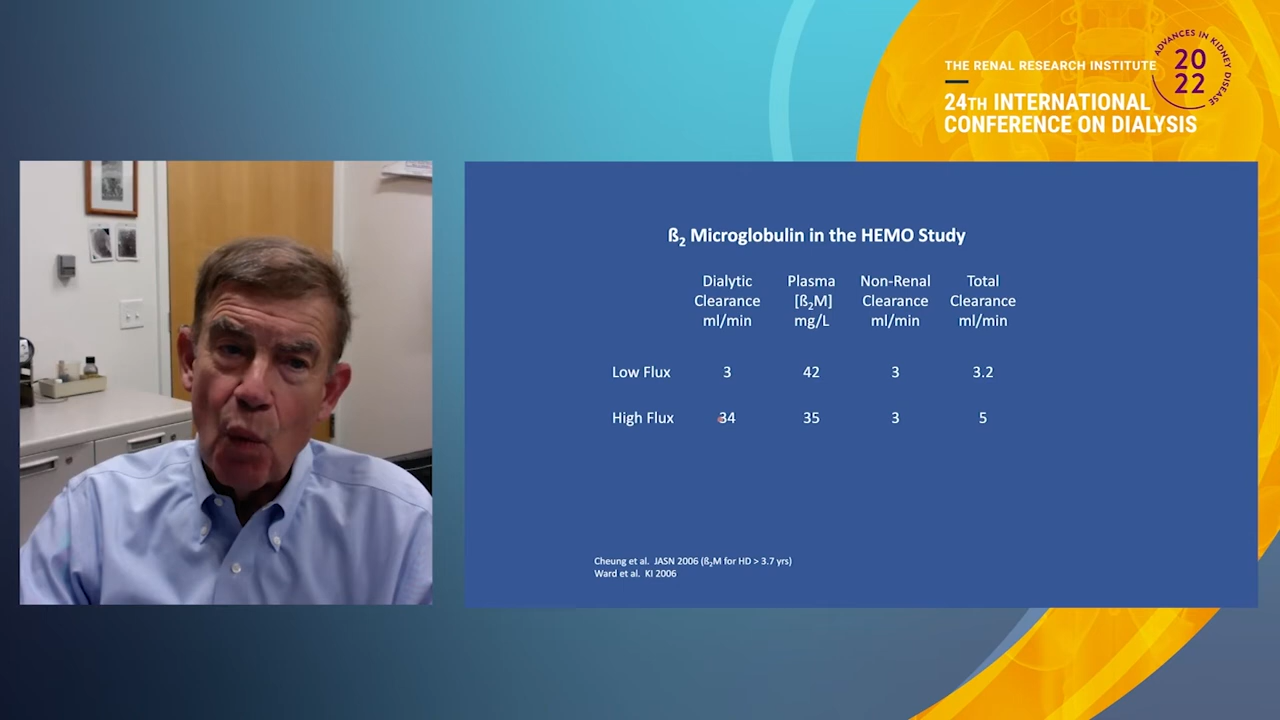 THE RENAL RESEARCH INSTITUTE
24TH INTERNATIONAL
CONFERENCE ON DIALYSIS
ADVANCES IN KIDNEY DISEASE
20
22
ß₂ Microglobulin in the HEMO Study
Dialytic Plasma Non-Renal Total
Clearance [ß₂M] Clearance Clearance
ml/min mg/L ml/min ml/min
Low Flux 3 42 3 3.2
High Flux 34 35 3 5
Cheung et al. JASN 2006 (ß₂M for HD > 3.7 yrs)
Ward et al. KI 2006